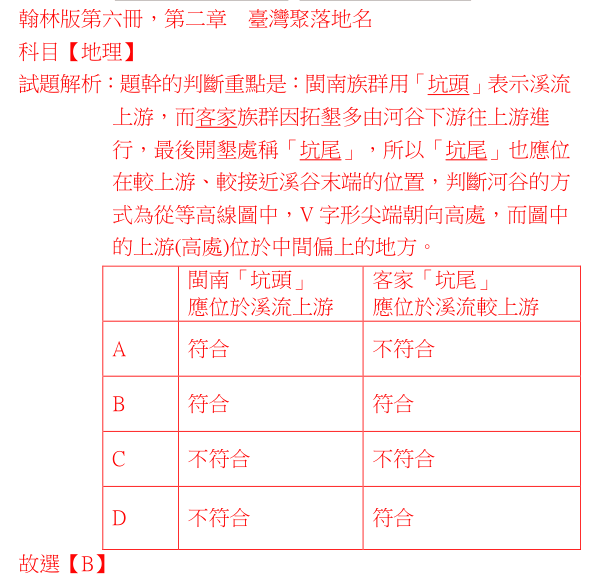 翰林版第六冊，第二章　臺灣聚落地名
科目【地理】
試題解析：題幹的判斷重點是：閩南族群用「坑頭」表示溪流
上游，而客家族群因拓墾多由河谷下游往上游進
行，最後開墾處稱「坑尾」，所以「坑尾」也應位
在較上游、較接近溪谷末端的位置，判斷河谷的方
式為從等高線圖中，V 字形尖端朝向高處，而圖中
的上游(高處)位於中間偏上的地方。
閩南「坑頭」
應位於溪流上游
客家「坑尾」
應位於溪流較上游
A 符合 不符合
B 符合 符合
C 不符合 不符合
D 不符合 符合
故選【B】